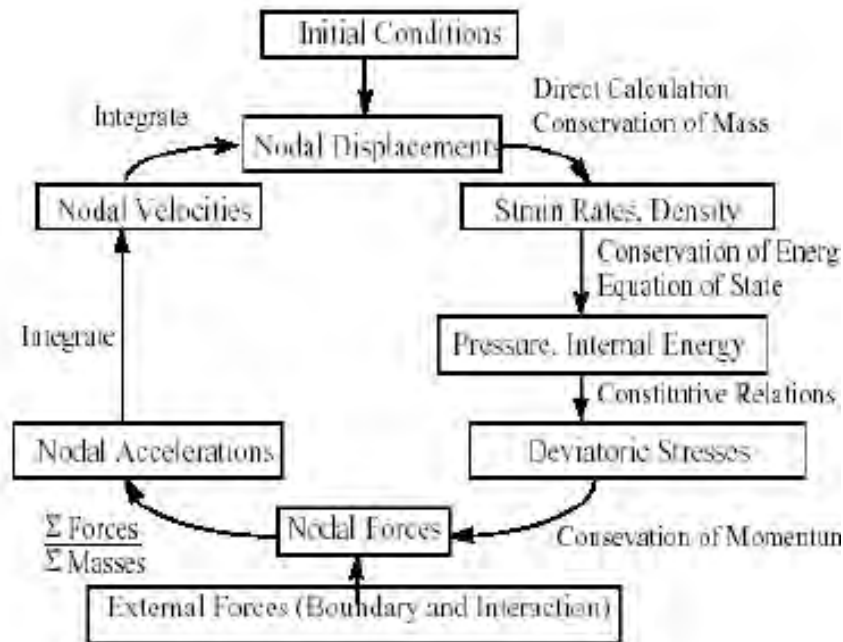 Initial Conditions
Direct Calculation
Conservation of Mass
Integrate
Nodal Displacements
Nodal Velocities
Strain Rates, Density
Conservation of Energ
Equation of State
Integrate
Pressure, Internal Energy
Constitutive Relations
Nodal Accelerations
Deviatoric Stresses
Σ Forces
Σ Masses
Nodal Forces
Consevation of Momentum
External Forces (Boundary and Interaction)